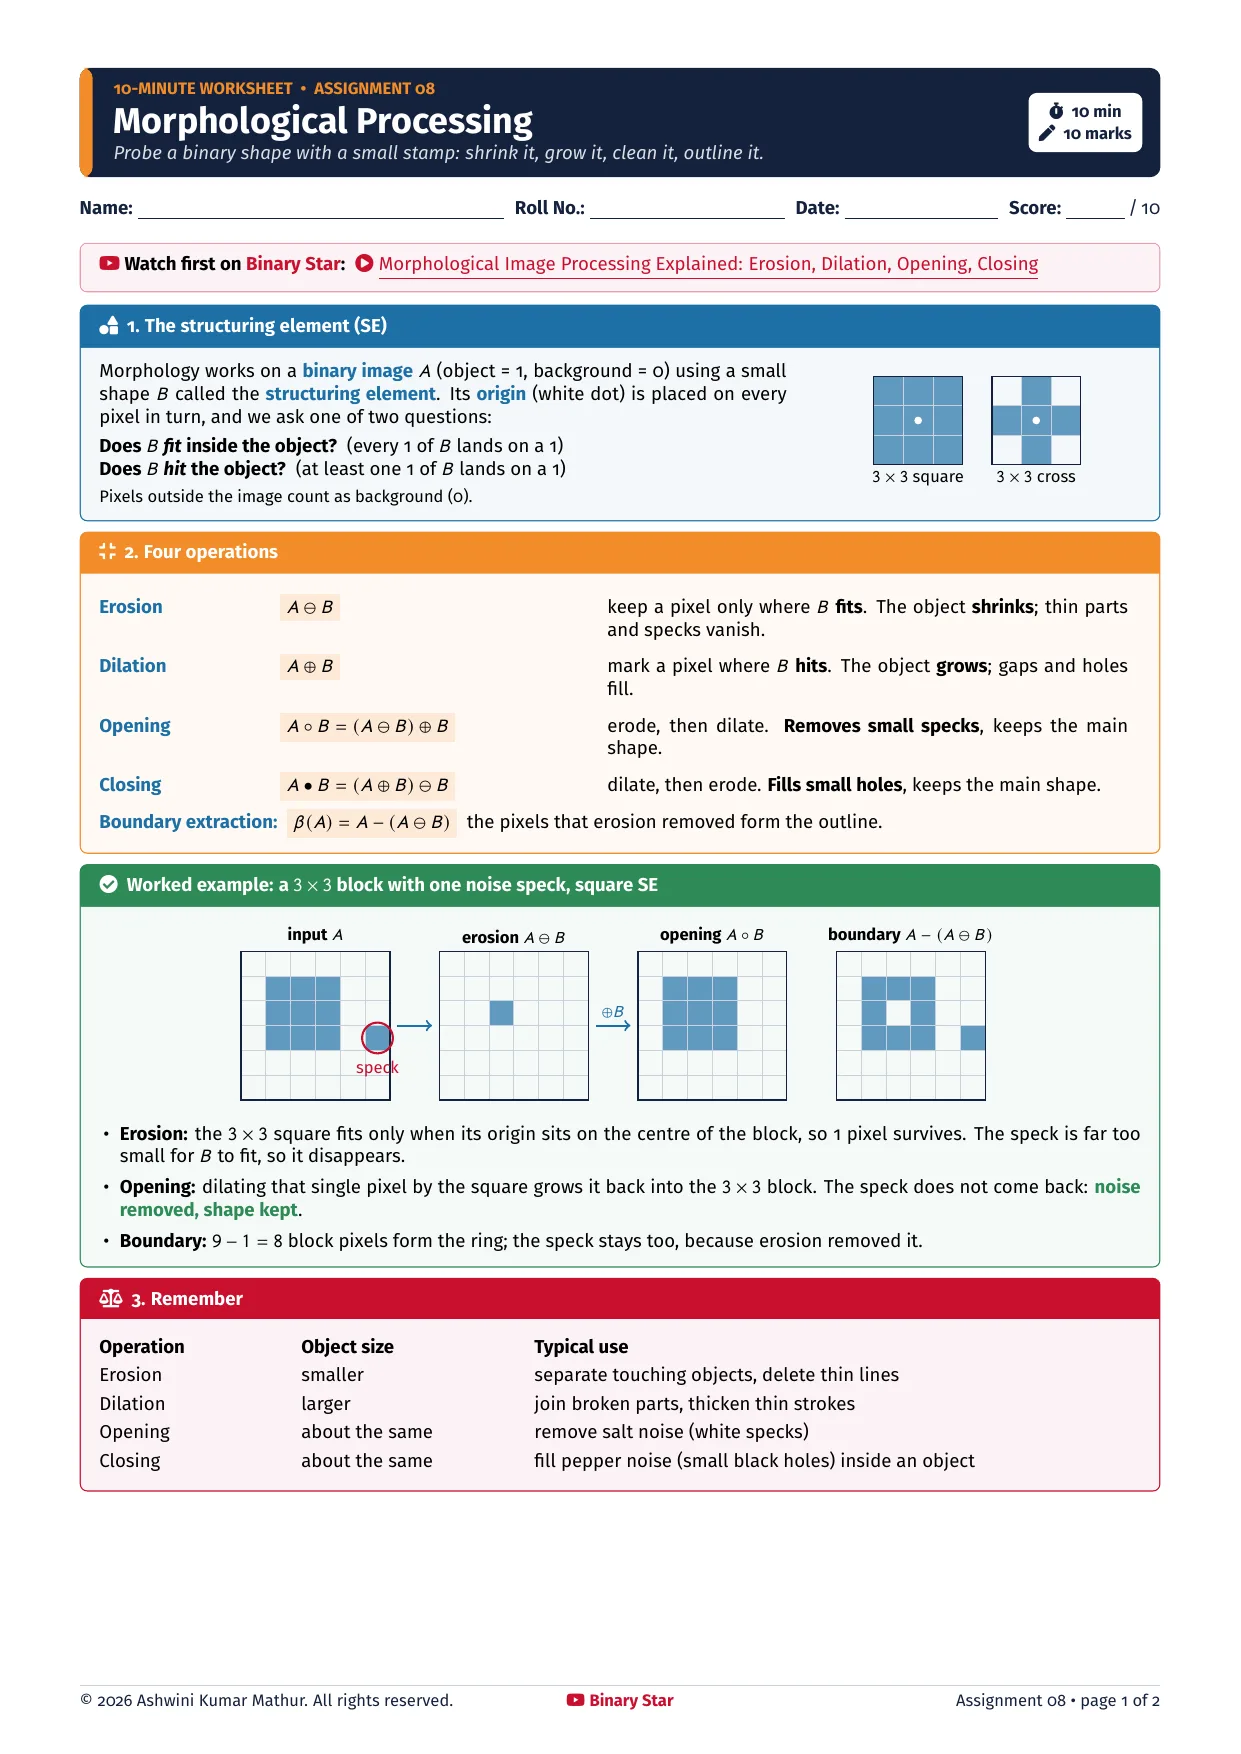 10-MINUTE WORKSHEET • ASSIGNMENT 08
Morphological Processing
Probe a binary shape with a small stamp: shrink it, grow it, clean it, outline it.
10 min
10 marks
Name: Roll No.: Date: Score: / 10
Watch first on Binary Star: Morphological Image Processing Explained: Erosion, Dilation, Opening, Closing
1. The structuring element (SE)
Morphology works on a binary image A (object = 1, background = 0) using a small
shape B called the structuring element. Its origin (white dot) is placed on every
pixel in turn, and we ask one of two questions:
Does B fit inside the object? (every 1 of B lands on a 1)
Does B hit the object? (at least one 1 of B lands on a 1)
Pixels outside the image count as background (0).
3 × 3 square 3 × 3 cross
2. Four operations
Erosion A ⊖ B keep a pixel only where B fits. The object shrinks; thin parts
and specks vanish.
Dilation A ⊕ B mark a pixel where B hits. The object grows; gaps and holes
fill.
Opening A ∘ B = (A ⊖ B) ⊕ B erode, then dilate. Removes small specks, keeps the main
shape.
Closing A • B = (A ⊕ B) ⊖ B dilate, then erode. Fills small holes, keeps the main shape.
Boundary extraction: β(A) = A − (A ⊖ B) the pixels that erosion removed form the outline.
Worked example: a 3 × 3 block with one noise speck, square SE
input A erosion A ⊖ B opening A ∘ B boundary A − (A ⊖ B)
⊕B
speck
• Erosion: the 3 × 3 square fits only when its origin sits on the centre of the block, so 1 pixel survives. The speck is far too
small for B to fit, so it disappears.
• Opening: dilating that single pixel by the square grows it back into the 3 × 3 block. The speck does not come back: noise
removed, shape kept.
• Boundary: 9 − 1 = 8 block pixels form the ring; the speck stays too, because erosion removed it.
3. Remember
Operation Object size Typical use
Erosion smaller separate touching objects, delete thin lines
Dilation larger join broken parts, thicken thin strokes
Opening about the same remove salt noise (white specks)
Closing about the same fill pepper noise (small black holes) inside an object
© 2026 Ashwini Kumar Mathur. All rights reserved. Binary Star Assignment 08 • page 1 of 2